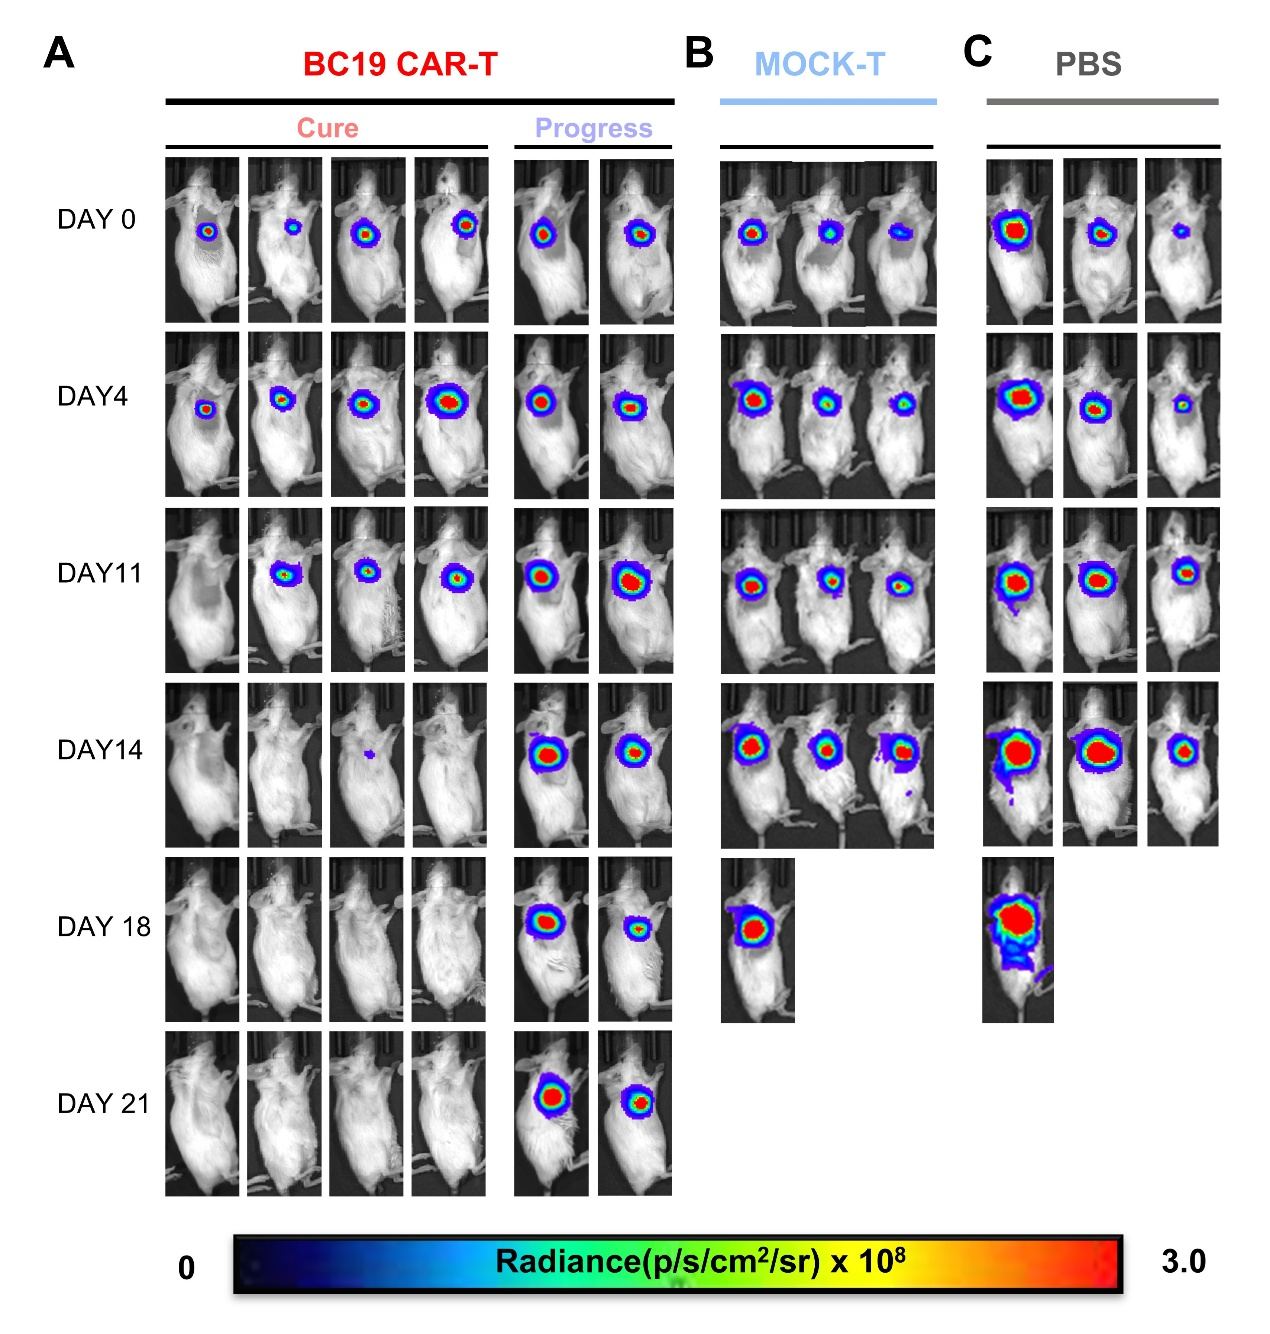 A
BC19 CAR-T
B
MOCK-T
C
PBS
Cure
Progress
DAY 0
DAY4
DAY11
DAY14
DAY 18
DAY 21
0
Radiance(p/s/cm²/sr) x 10⁸
3.0